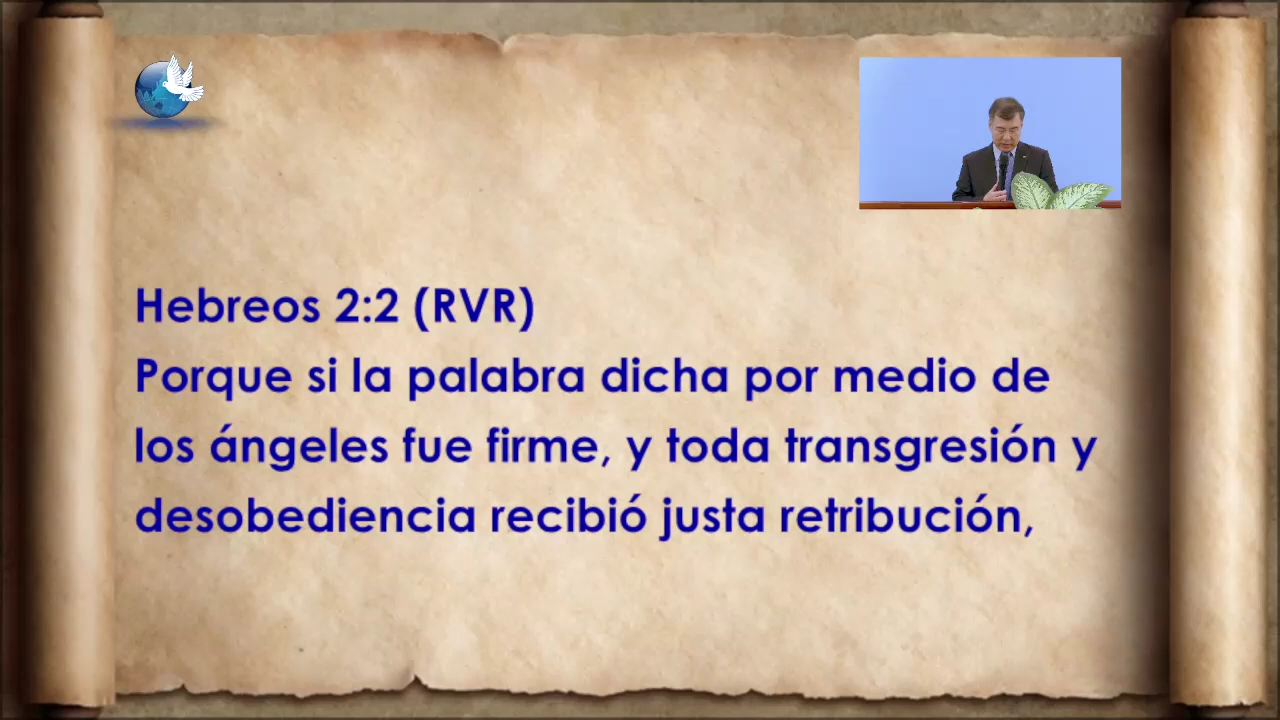 Hebreos 2:2 (RVR)
Porque si la palabra dicha por medio de
los ángeles fue firme, y toda transgresión y
desobediencia recibió justa retribución,